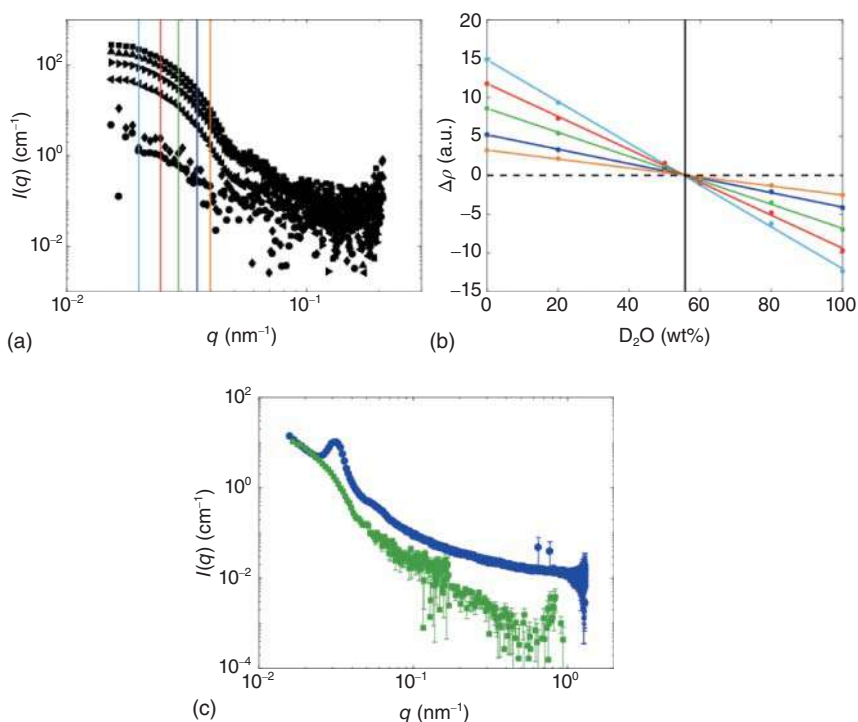 10²
10⁰
10⁻²
I(q) (cm⁻¹)
10⁻²
10⁻¹
q (nm⁻¹)
(a)
20
15
10
5
0
−5
−10
−15
Δρ (a.u.)
0
20
40
60
80
100
D₂O (wt%)
(b)
10²
10⁰
10⁻²
10⁻⁴
I(q) (cm⁻¹)
10⁻²
10⁻¹
10⁰
q (nm⁻¹)
(c)